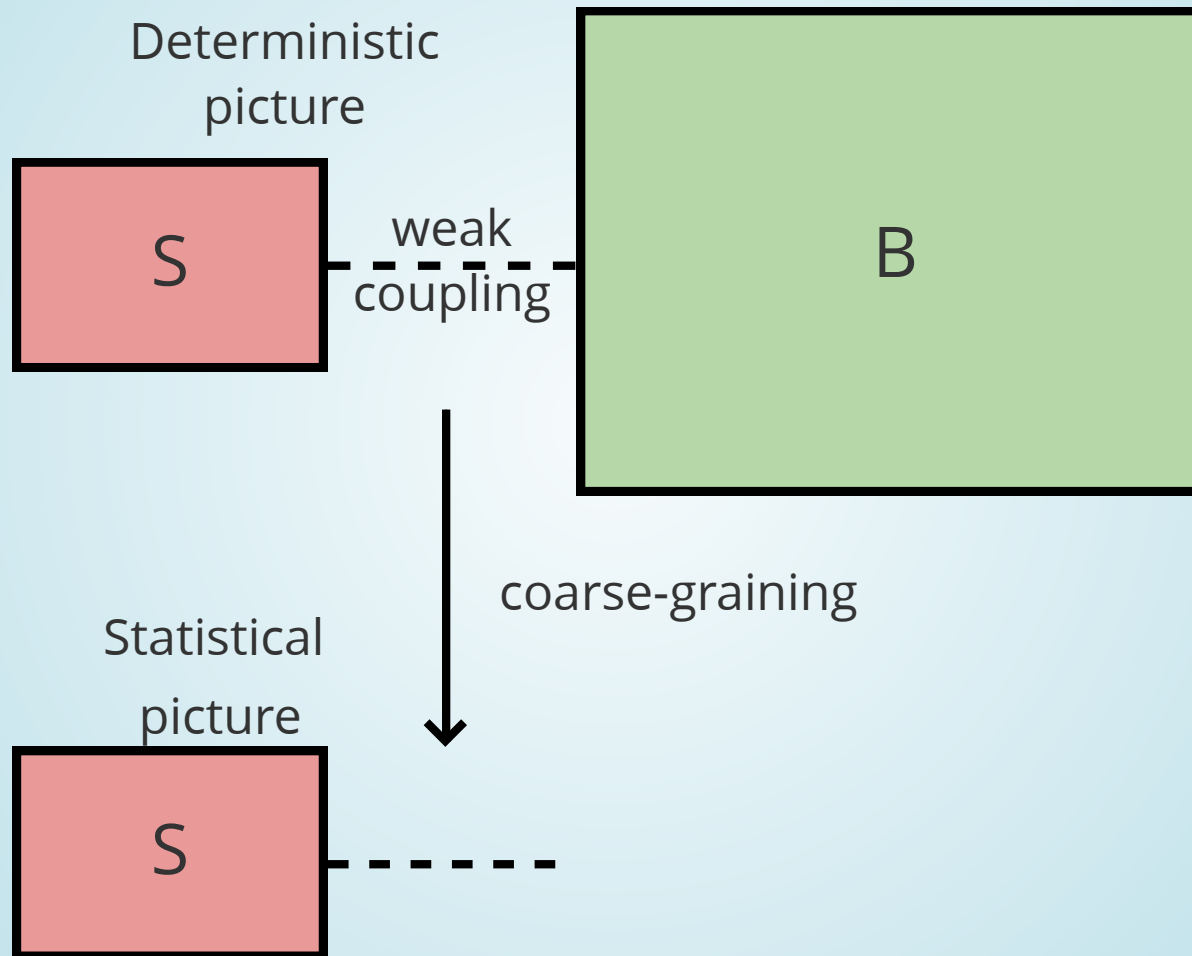 Deterministic
picture
S
weak
coupling
B
coarse-graining
Statistical
picture
S